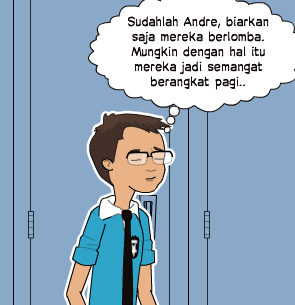 Sudahlah Andre, biarkan
saja mereka berlomba.
Mungkin dengan hal itu
mereka jadi semangat
berangkat pagi..